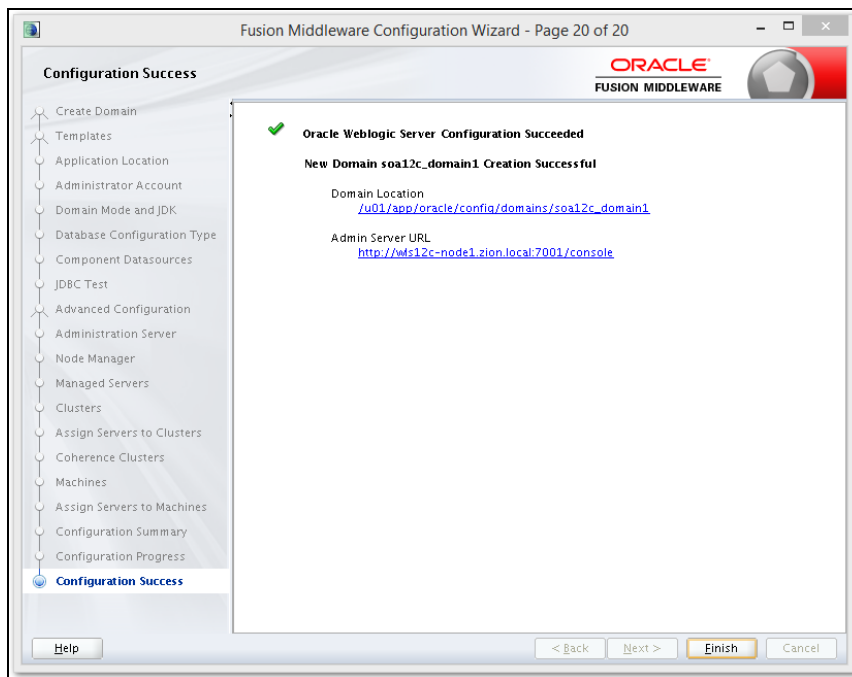 Fusion Middleware Configuration Wizard - Page 20 of 20
Configuration Success
ORACLE
FUSION MIDDLEWARE
Create Domain
Templates
Application Location
Administrator Account
Domain Mode and JDK
Database Configuration Type
Component Datasources
JDBC Test
Advanced Configuration
Administration Server
Node Manager
Managed Servers
Clusters
Assign Servers to Clusters
Coherence Clusters
Machines
Assign Servers to Machines
Configuration Summary
Configuration Progress
Configuration Success
Oracle Weblogic Server Configuration Succeeded
New Domain soa12c_domain1 Creation Successful
Domain Location
/u01/app/oracle/config/domains/soa12c_domain1
Admin Server URL
http://wls12c-node1.zion.local:7001/console
Help
< Back
Next >
Finish
Cancel